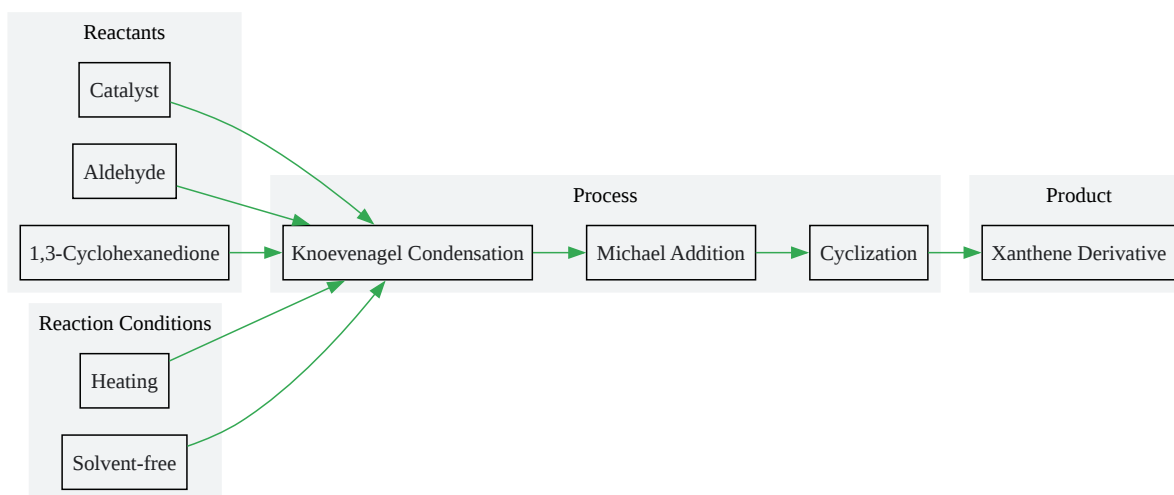 Reactants
Catalyst
Aldehyde
1,3-Cyclohexanedione
Reaction Conditions
Heating
Solvent-free
Process
Knoevenagel Condensation
Michael Addition
Cyclization
Product
Xanthene Derivative